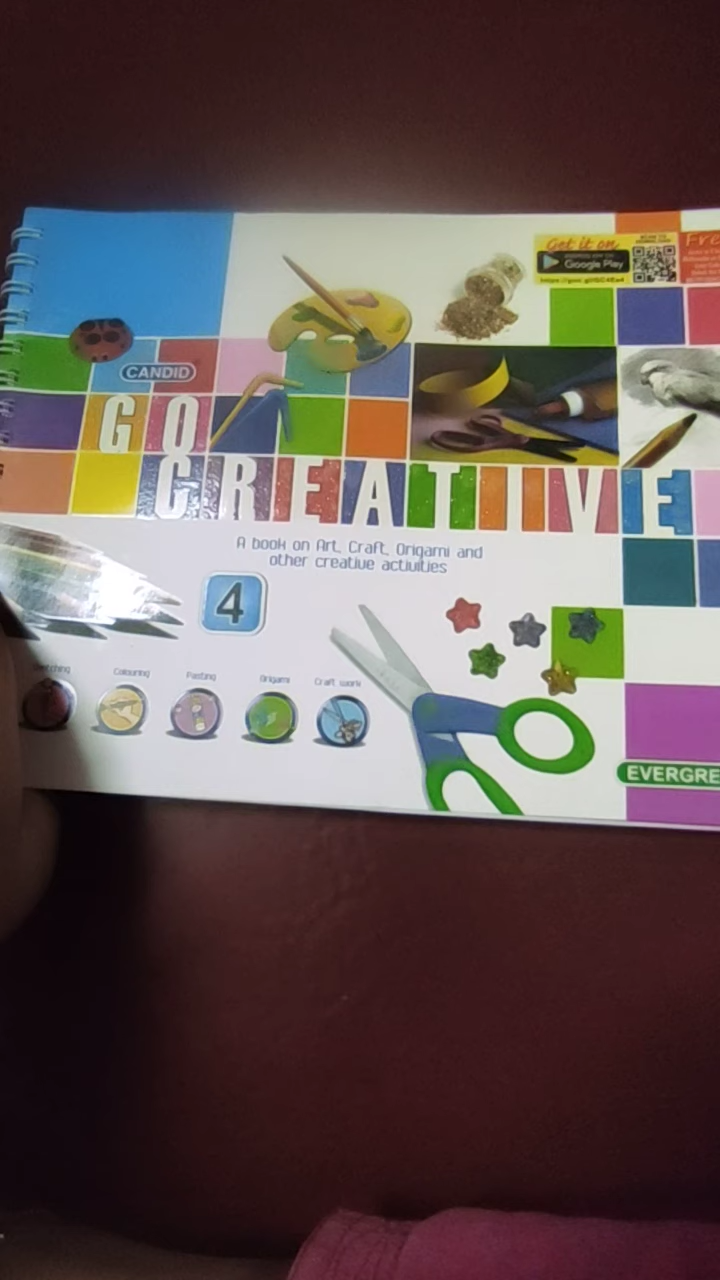 Get it on
Google Play
CANDID
GO
CREATIIVE
A book on Art, Craft, Origami and
other creative activities
4
Colouring
Pasting
Origami
Craft work
EVERGRE